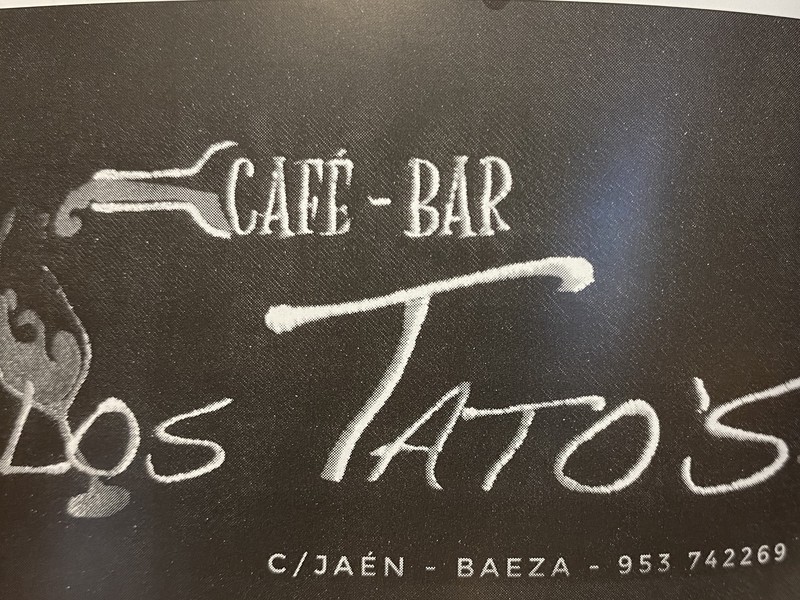 CAFÉ - BAR
LOS TATO'S
C/JAÉN - BAEZA - 953 742269